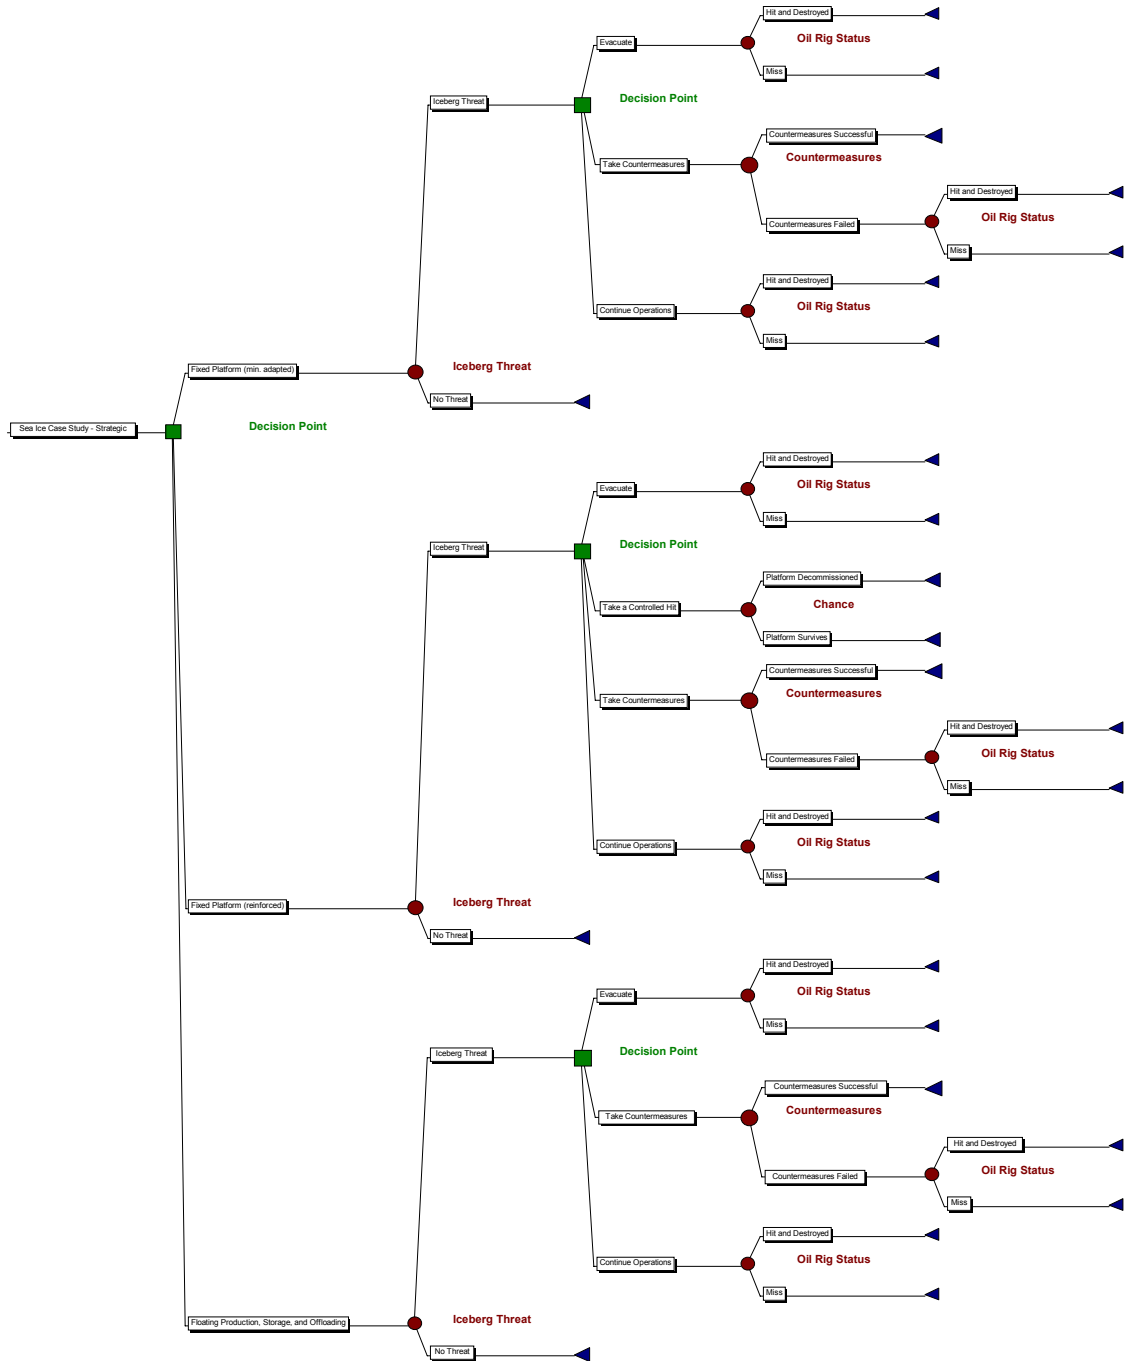 Hit and Destroyed
Oil Rig Status
Evacuate
Miss
Iceberg Threat
Decision Point
Countermeasures Successful
Countermeasures
Take Countermeasures
Hit and Destroyed
Oil Rig Status
Countermeasures Failed
Miss
Hit and Destroyed
Oil Rig Status
Continue Operations
Miss
Fixed Platform (min. adapted)
Iceberg Threat
No Threat
Sea Ice Case Study - Strategic
Decision Point
Hit and Destroyed
Oil Rig Status
Evacuate
Miss
Iceberg Threat
Decision Point
Platform Decommissioned
Chance
Take a Controlled Hit
Platform Survives
Countermeasures Successful
Countermeasures
Take Countermeasures
Hit and Destroyed
Oil Rig Status
Countermeasures Failed
Miss
Hit and Destroyed
Oil Rig Status
Continue Operations
Miss
Fixed Platform (reinforced)
Iceberg Threat
No Threat
Hit and Destroyed
Oil Rig Status
Evacuate
Miss
Iceberg Threat
Decision Point
Countermeasures Successful
Countermeasures
Take Countermeasures
Hit and Destroyed
Oil Rig Status
Countermeasures Failed
Miss
Hit and Destroyed
Oil Rig Status
Continue Operations
Miss
Floating Production, Storage, and Offloading
Iceberg Threat
No Threat